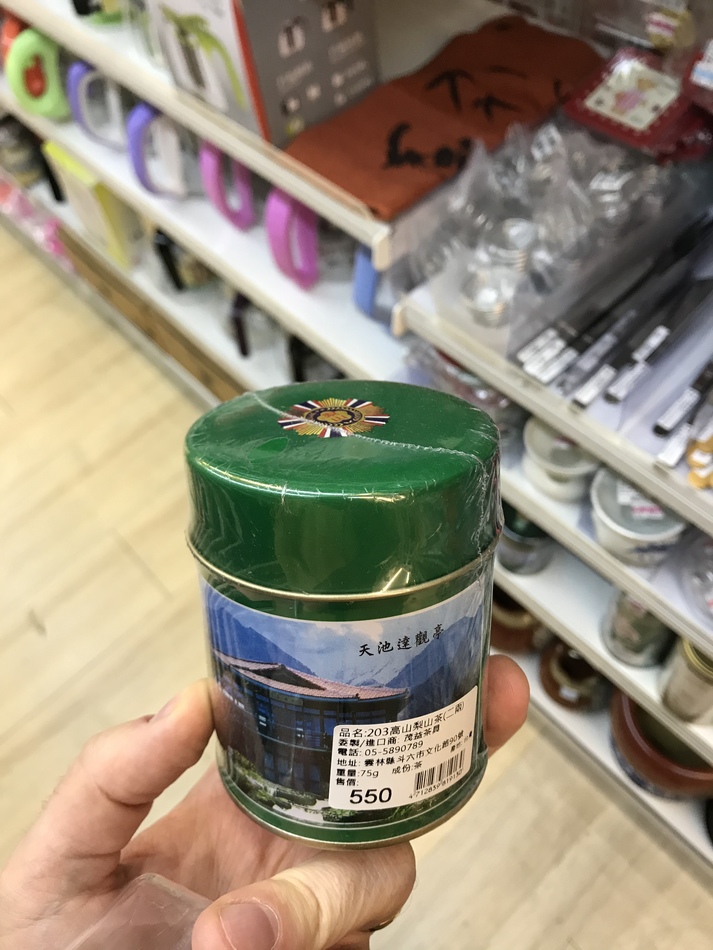 天池達觀亭
品名:203高山梨山茶(二兩)
委製/進口商: 茂益茶員
電話: 05-5890789
地址: 雲林縣斗六市文化路90號
重量:75g 成份:茶
售價:
550